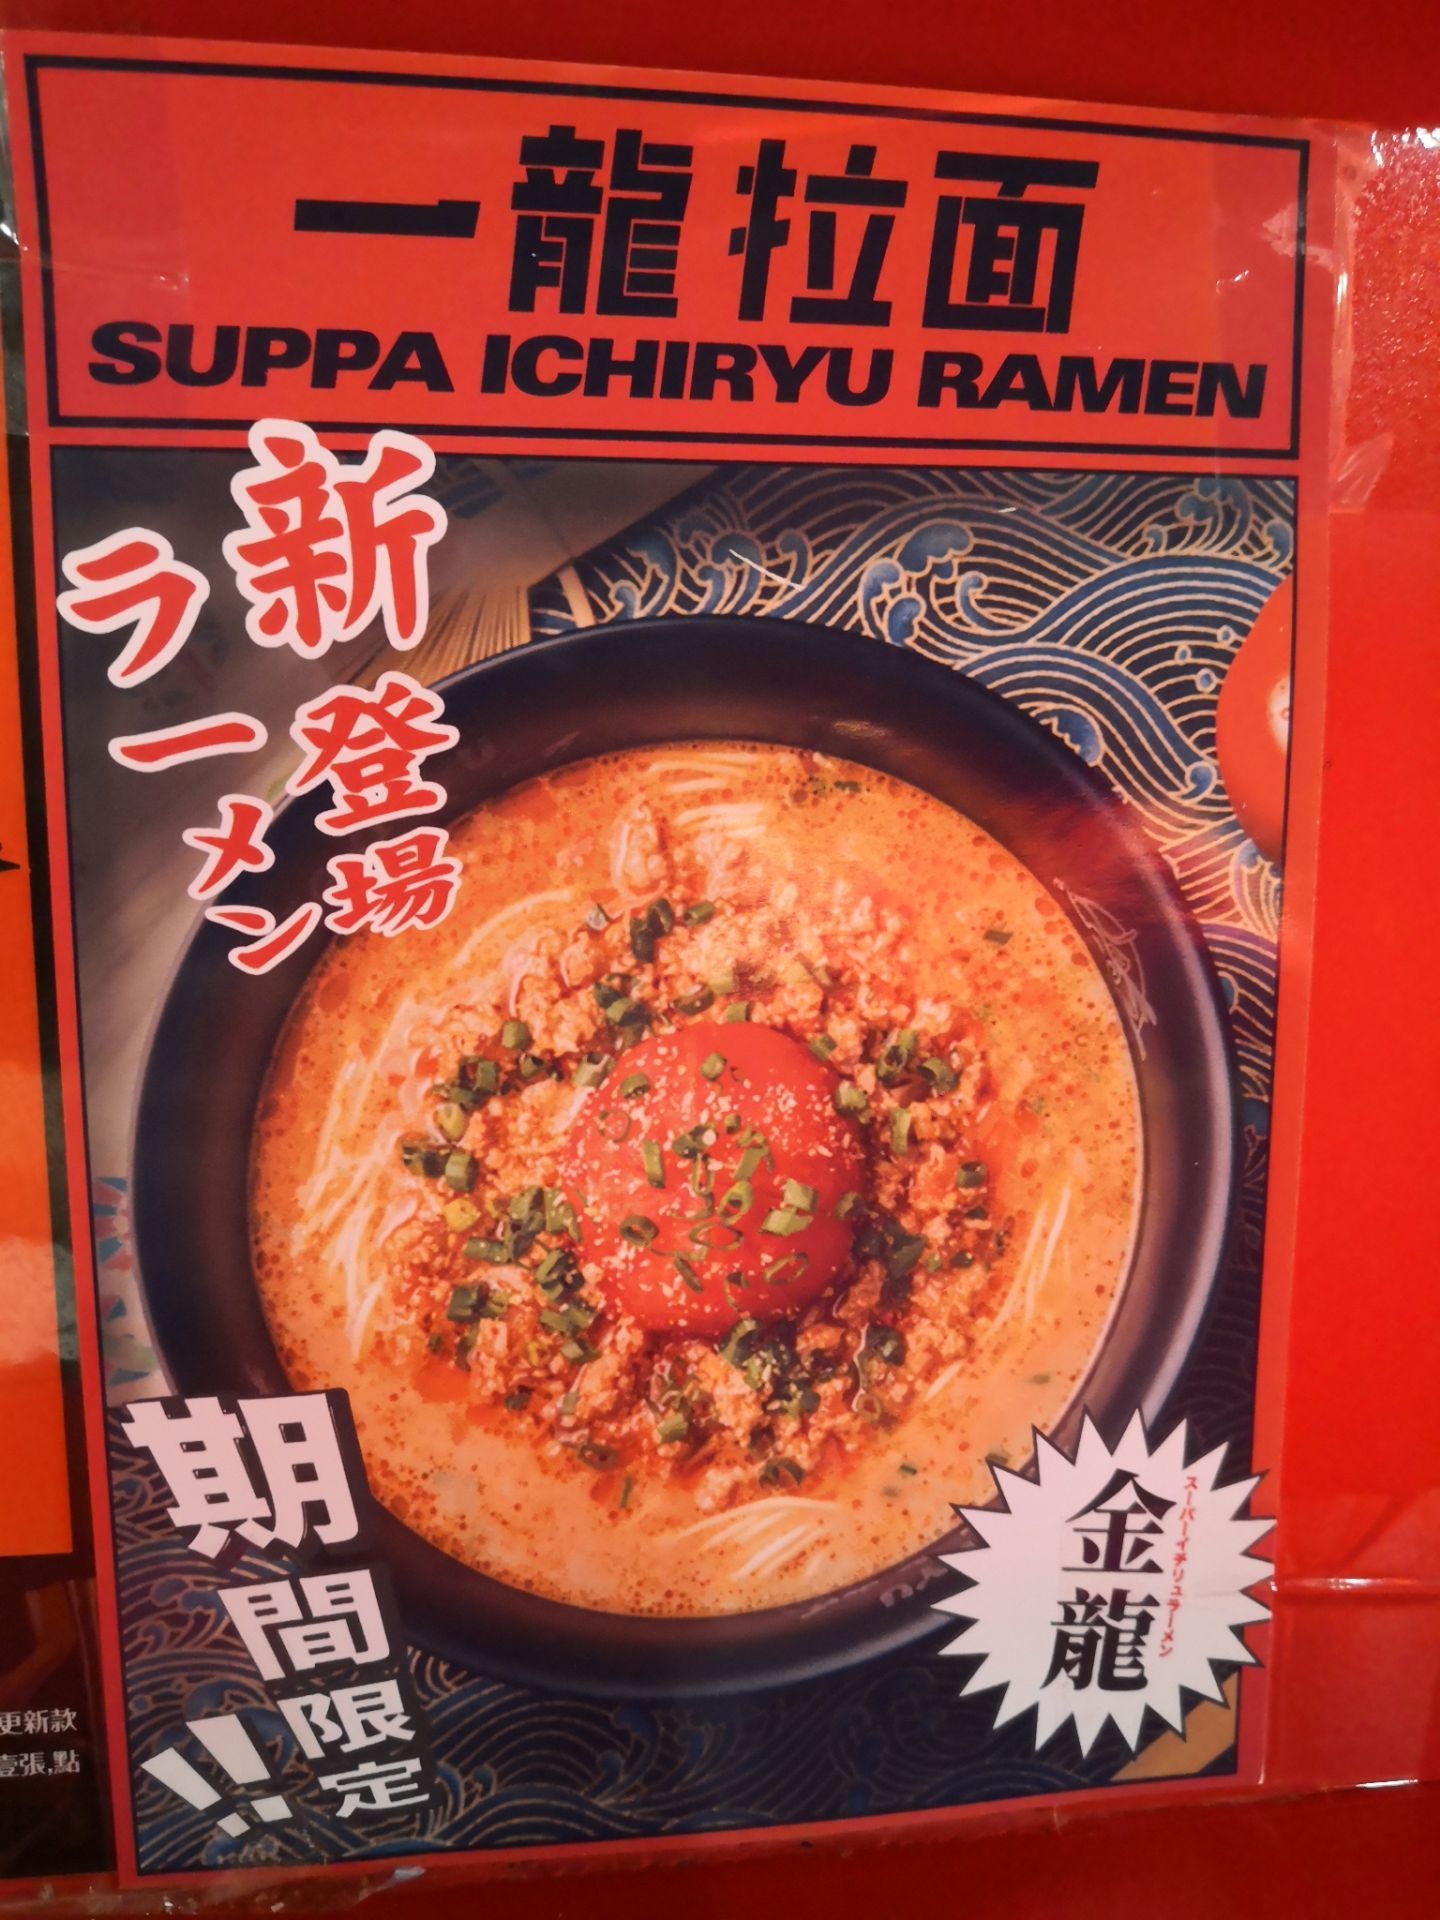 一龍拉面
SUPPA ICHIRYU RAMEN
新登場
ラーメン
期間限定!!
金龍
スーパーイチリュラーメン
更新款
壹張,點